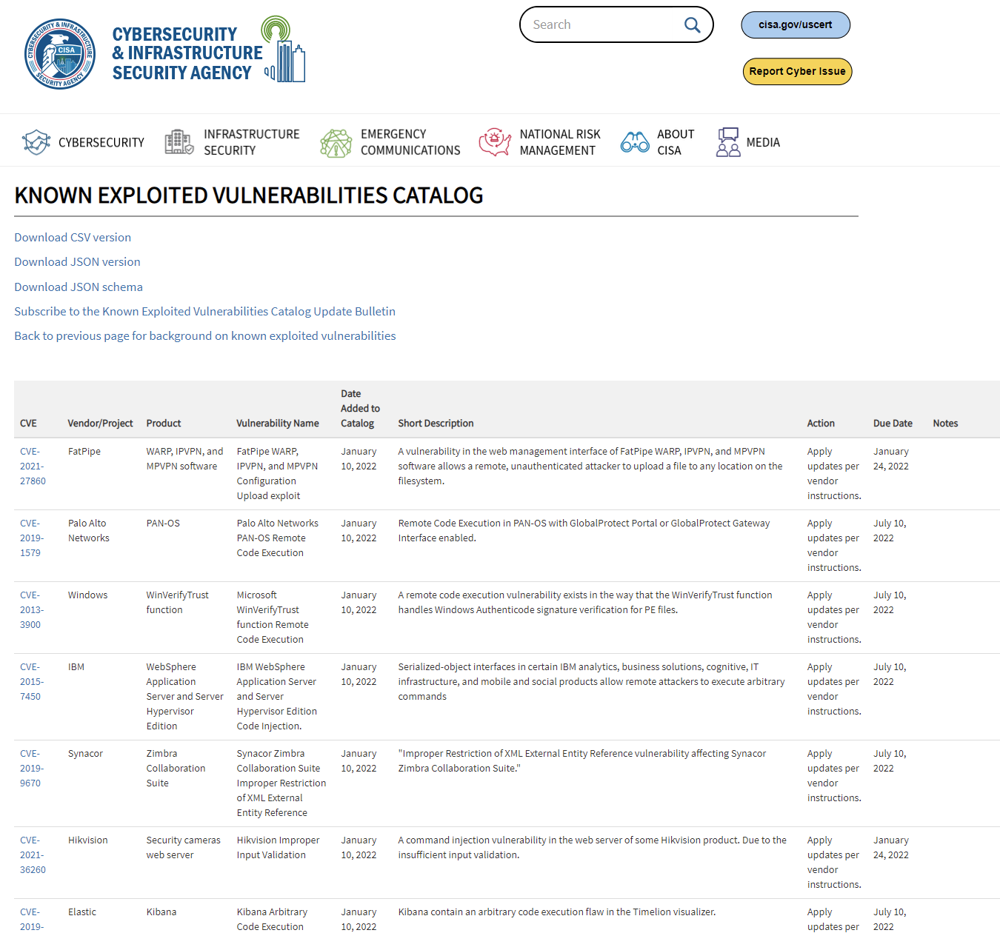 CYBERSECURITY & INFRASTRUCTURE
CISA
SECURITY AGENCY
CYBERSECURITY
& INFRASTRUCTURE
SECURITY AGENCY
Search
cisa.gov/uscert
Report Cyber Issue
CYBERSECURITY
INFRASTRUCTURE
SECURITY
EMERGENCY
COMMUNICATIONS
NATIONAL RISK
MANAGEMENT
ABOUT
CISA
MEDIA
KNOWN EXPLOITED VULNERABILITIES CATALOG
Download CSV version
Download JSON version
Download JSON schema
Subscribe to the Known Exploited Vulnerabilities Catalog Update Bulletin
Back to previous page for background on known exploited vulnerabilities
CVE
Vendor/Project
Product
Vulnerability Name
Date
Added to
Catalog
Short Description
Action
Due Date
Notes
CVE-
2021-
27860
FatPipe
WARP, IPVPN, and
MPVPN software
FatPipe WARP,
IPVPN, and MPVPN
Configuration
Upload exploit
January
10, 2022
A vulnerability in the web management interface of FatPipe WARP, IPVPN, and MPVPN
software allows a remote, unauthenticated attacker to upload a file to any location on the
filesystem.
Apply
updates per
vendor
instructions.
January
24, 2022
CVE-
2019-
1579
Palo Alto
Networks
PAN-OS
Palo Alto Networks
PAN-OS Remote
Code Execution
January
10, 2022
Remote Code Execution in PAN-OS with GlobalProtect Portal or GlobalProtect Gateway
Interface enabled.
Apply
updates per
vendor
instructions.
July 10,
2022
CVE-
2013-
3900
Windows
WinVerifyTrust
function
Microsoft
WinVerifyTrust
function Remote
Code Execution
January
10, 2022
A remote code execution vulnerability exists in the way that the WinVerifyTrust function
handles Windows Authenticode signature verification for PE files.
Apply
updates per
vendor
instructions.
July 10,
2022
CVE-
2015-
7450
IBM
WebSphere
Application
Server and Server
Hypervisor
Edition
IBM WebSphere
Application Server
and Server
Hypervisor Edition
Code Injection.
January
10, 2022
Serialized-object interfaces in certain IBM analytics, business solutions, cognitive, IT
infrastructure, and mobile and social products allow remote attackers to execute arbitrary
commands
Apply
updates per
vendor
instructions.
July 10,
2022
CVE-
2019-
9670
Synacor
Zimbra
Collaboration
Suite
Synacor Zimbra
Collaboration Suite
Improper Restriction
of XML External
Entity Reference
January
10, 2022
"Improper Restriction of XML External Entity Reference vulnerability affecting Synacor
Zimbra Collaboration Suite."
Apply
updates per
vendor
instructions.
July 10,
2022
CVE-
2021-
36260
Hikvision
Security cameras
web server
Hikvision Improper
Input Validation
January
10, 2022
A command injection vulnerability in the web server of some Hikvision product. Due to the
insufficient input validation.
Apply
updates per
vendor
instructions.
January
24, 2022
CVE-
2019-
Elastic
Kibana
Kibana Arbitrary
Code Execution
January
10, 2022
Kibana contain an arbitrary code execution flaw in the Timelion visualizer.
Apply
updates per
July 10,
2022